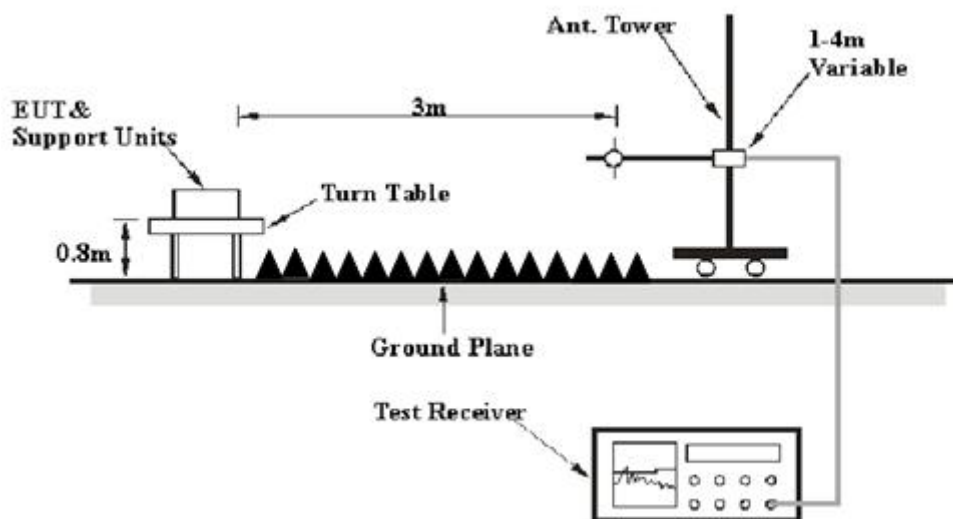 Ant. Tower
1-4m
Variable
EUT&
Support Units
3m
Turn Table
0.8m
Ground Plane
Test Receiver